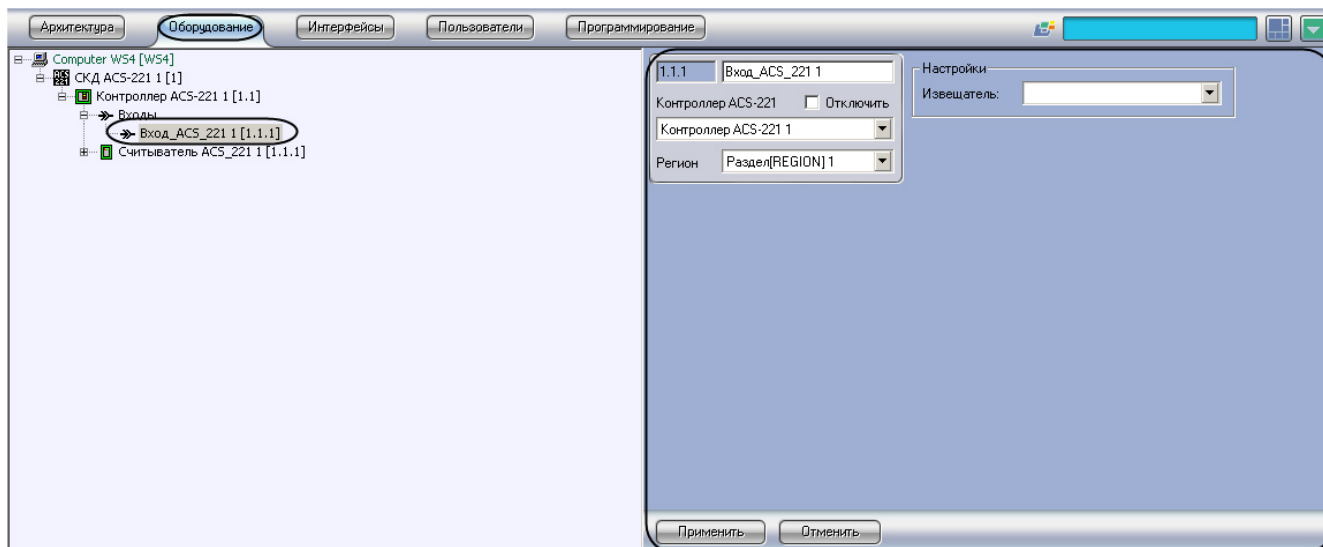 Архитектура Оборудование Интерфейсы Пользователи Программирование
Computer WS4 [WS4]
СКД ACS-221 1 [1]
Контроллер ACS-221 1 [1.1]
Входы
Вход_ACS_221 1 [1.1.1]
Считыватель ACS_221 1 [1.1.1]
1.1.1 Вход_ACS_221 1
Контроллер ACS-221 Отключить
Контроллер ACS-221 1
Регион Раздел[REGION] 1
Настройки
Извещатель:
Применить Отменить